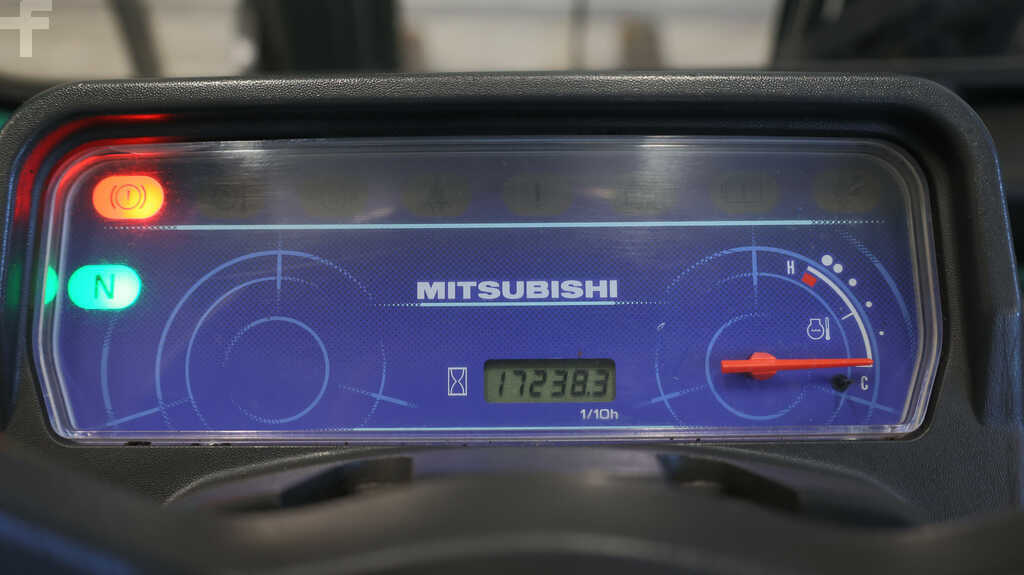 N
MITSUBISHI
H
17238.3
C
1/10h